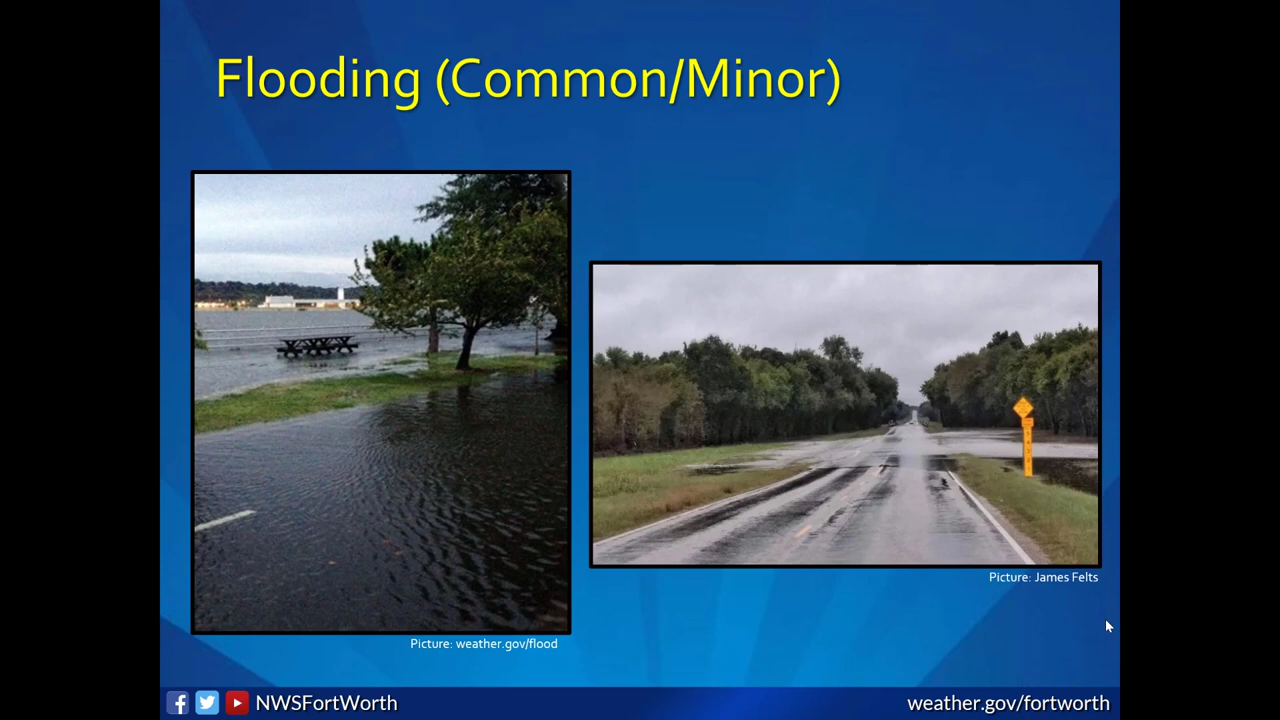 Flooding (Common/Minor)
Picture: James Felts
Picture: weather.gov/flood
NWSFortWorth
weather.gov/fortworth